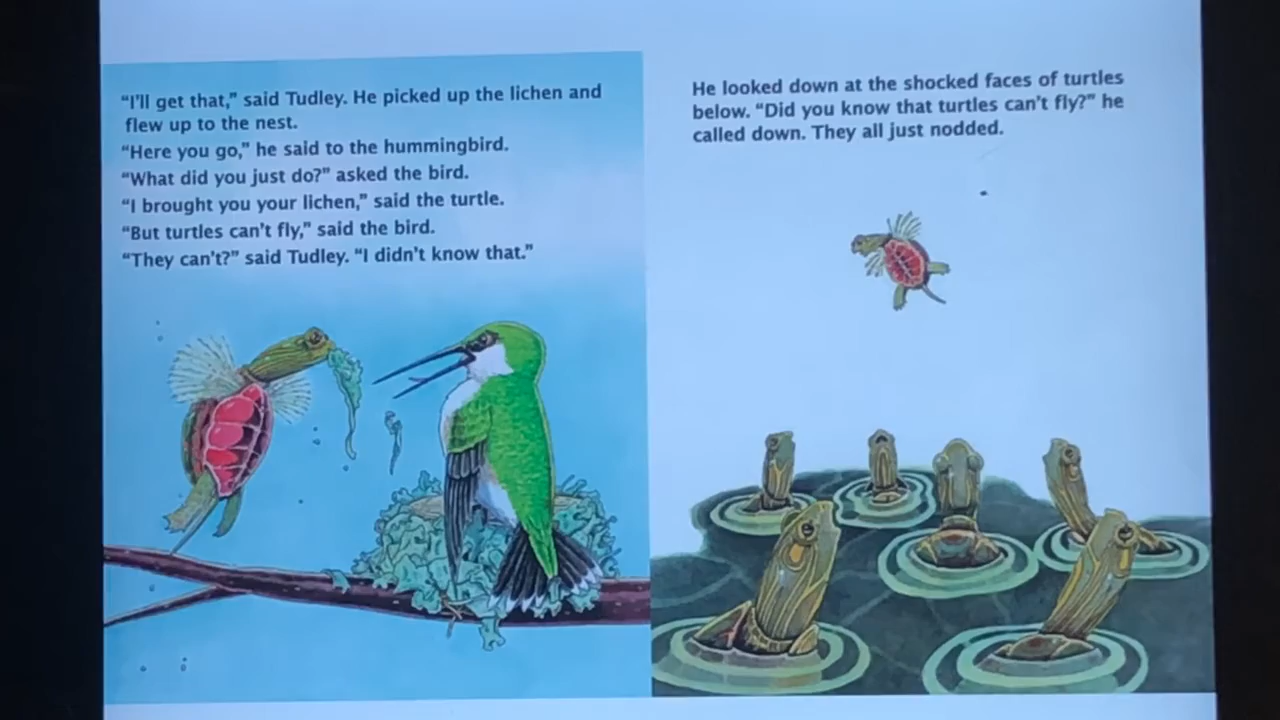 “I’ll get that,” said Tudley. He picked up the lichen and
flew up to the nest.
“Here you go,” he said to the hummingbird.
“What did you just do?” asked the bird.
“I brought you your lichen,” said the turtle.
“But turtles can’t fly,” said the bird.
“They can’t?” said Tudley. “I didn’t know that.”
He looked down at the shocked faces of turtles
below. “Did you know that turtles can’t fly?” he
called down. They all just nodded.